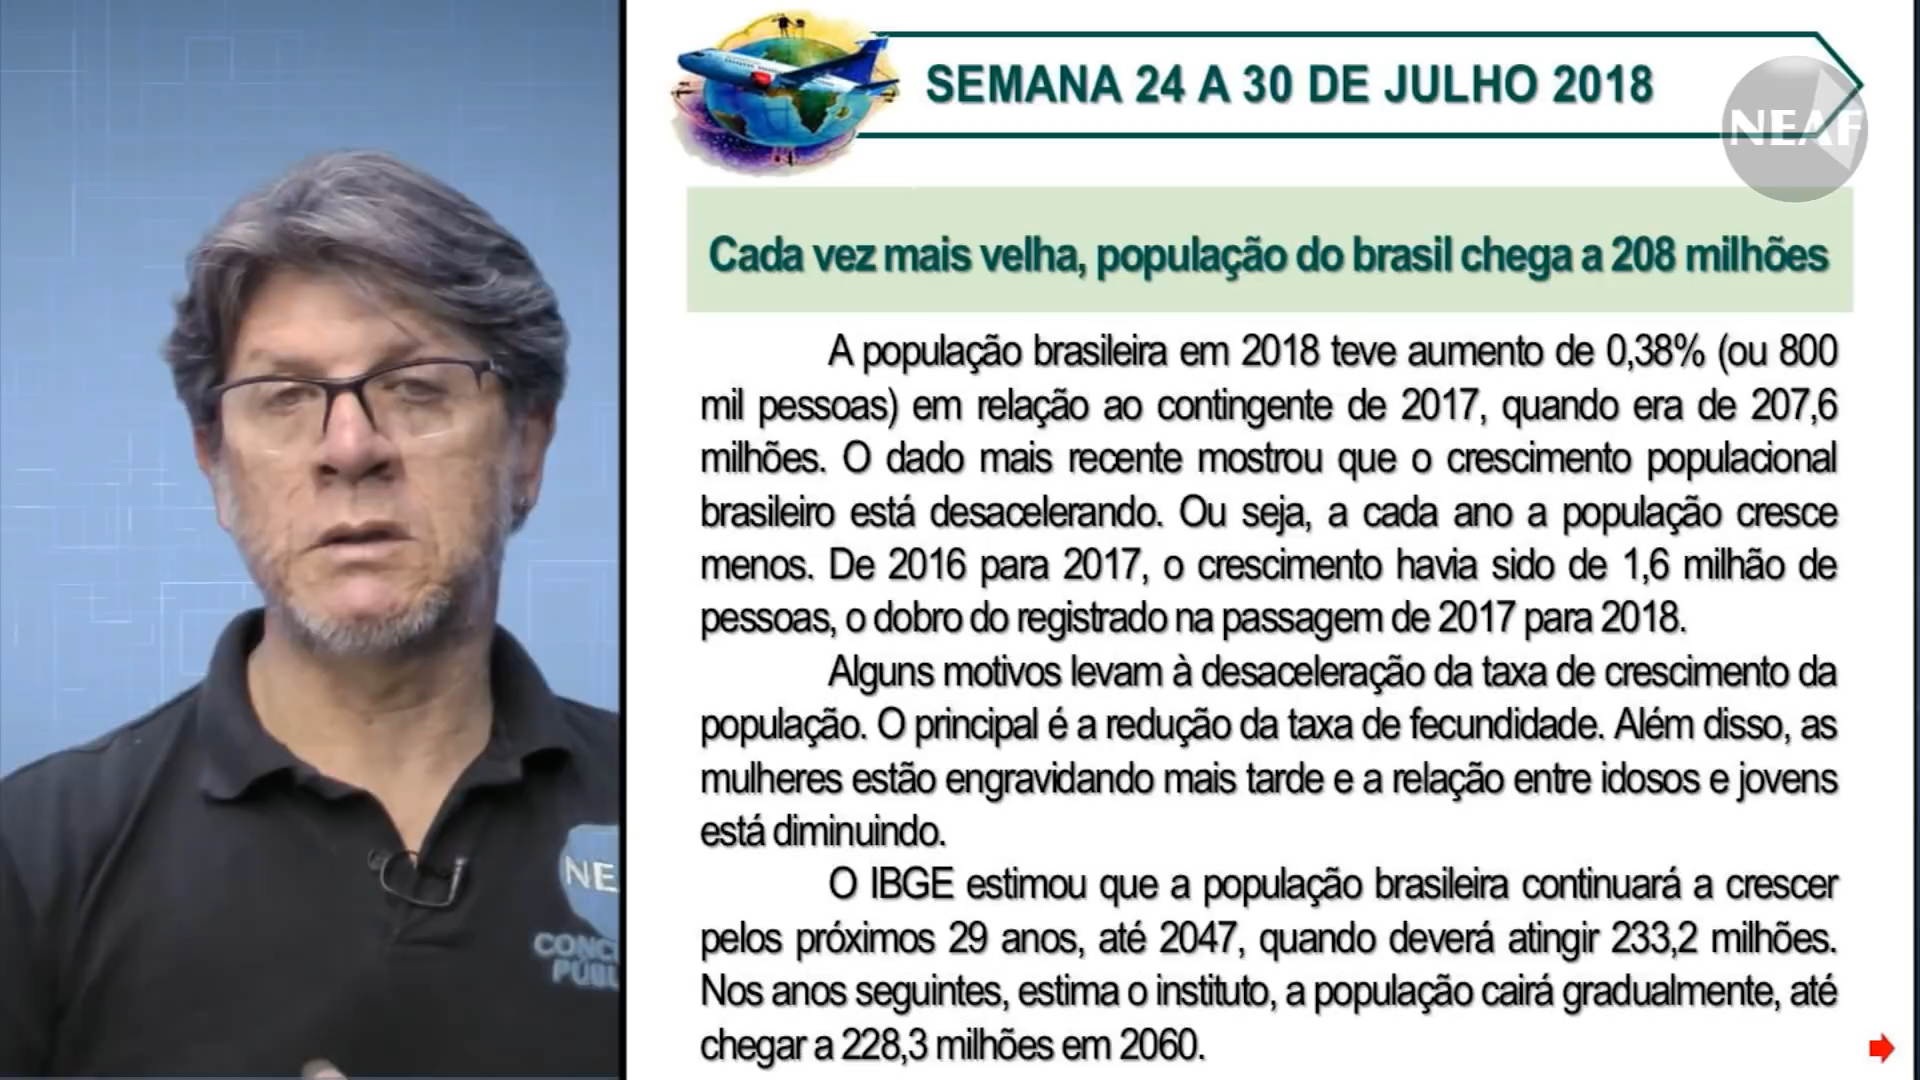 SEMANA 24 A 30 DE JULHO 2018
NEAF
Cada vez mais velha, população do brasil chega a 208 milhões
A população brasileira em 2018 teve aumento de 0,38% (ou 800
mil pessoas) em relação ao contingente de 2017, quando era de 207,6
milhões. O dado mais recente mostrou que o crescimento populacional
brasileiro está desacelerando. Ou seja, a cada ano a população cresce
menos. De 2016 para 2017, o crescimento havia sido de 1,6 milhão de
pessoas, o dobro do registrado na passagem de 2017 para 2018.
Alguns motivos levam à desaceleração da taxa de crescimento da
população. O principal é a redução da taxa de fecundidade. Além disso, as
mulheres estão engravidando mais tarde e a relação entre idosos e jovens
está diminuindo.
O IBGE estimou que a população brasileira continuará a crescer
pelos próximos 29 anos, até 2047, quando deverá atingir 233,2 milhões.
Nos anos seguintes, estima o instituto, a população cairá gradualmente, até
chegar a 228,3 milhões em 2060.
NE
CONC
PÚBL